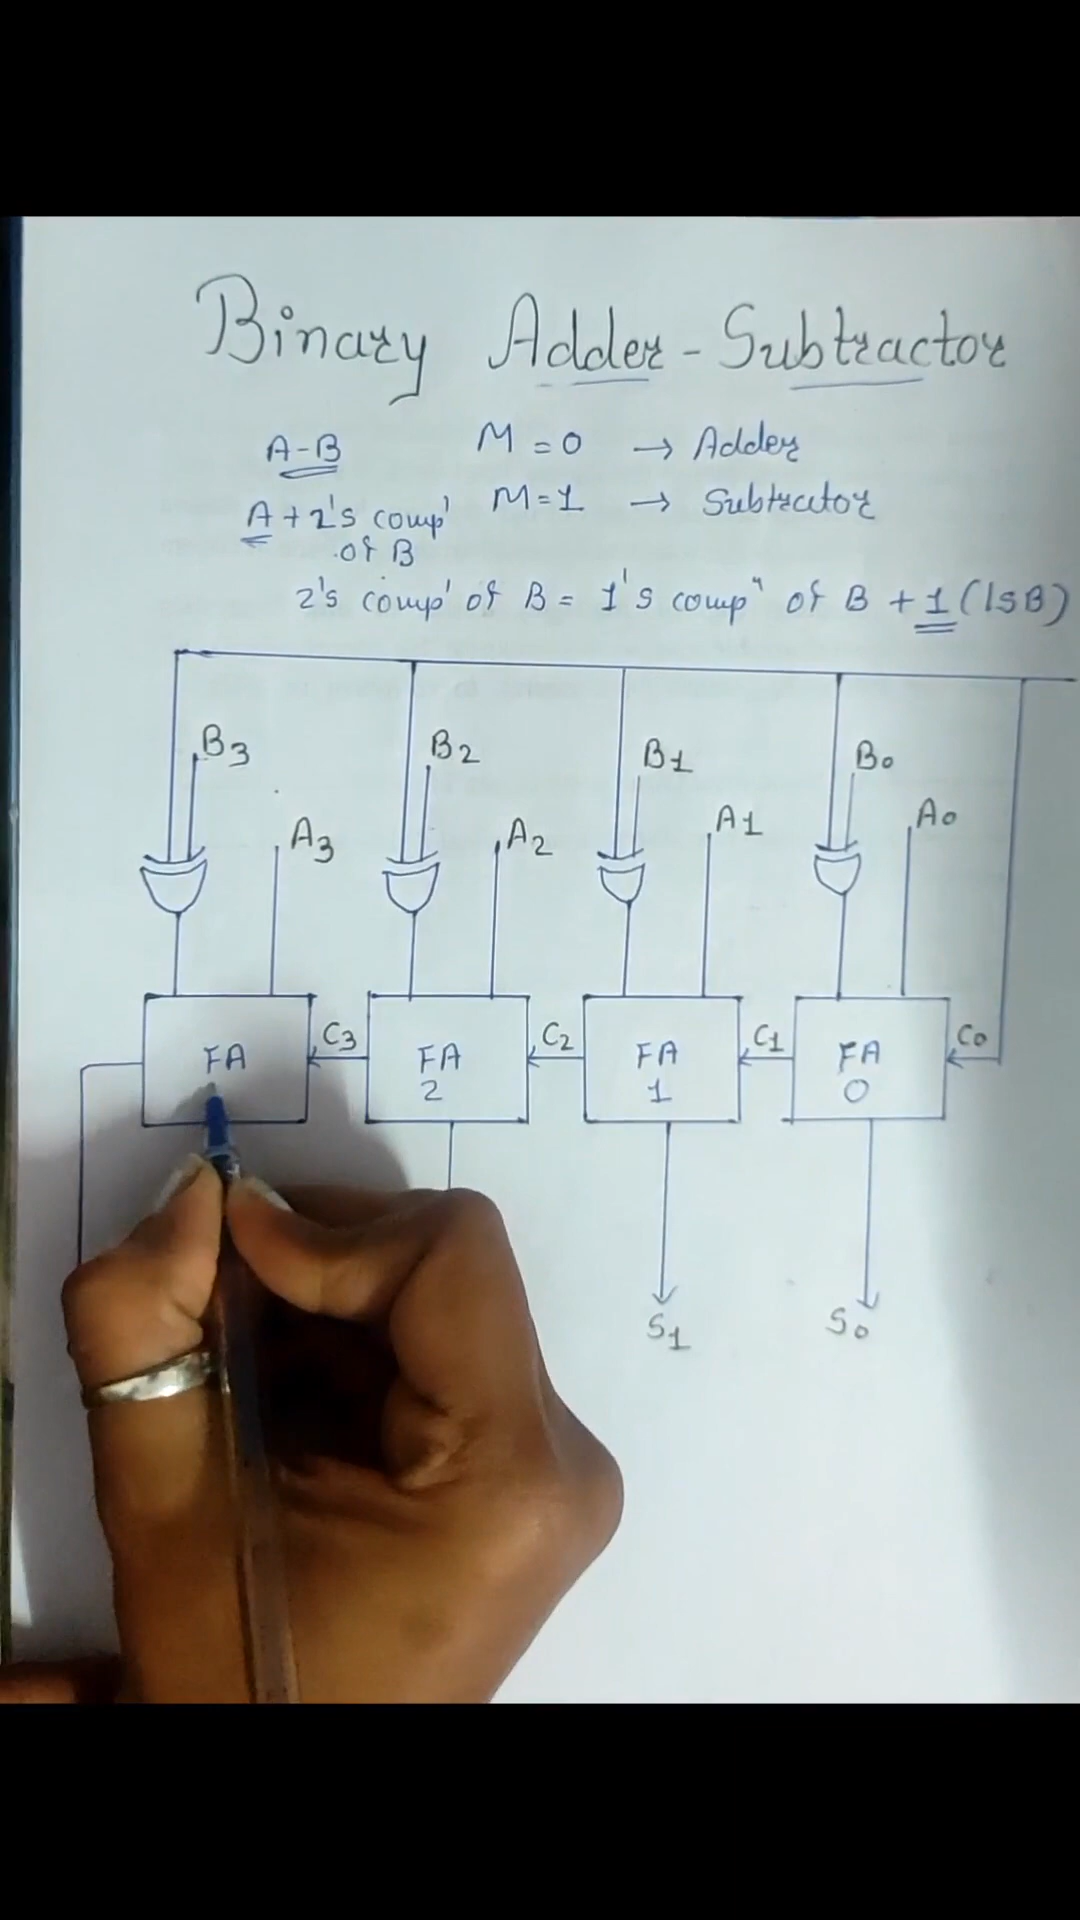 Binary Adder-Subtractor
A-B M=0 → Adder
A+2's comp' M=1 → Subtrator
of B
2's comp' of B = 1's comp" of B + 1 (LSB)
B3 B2 B1 B0
A3 A2 A1 A0
FA C3 FA C2 FA C1 FA C0
2 1 0
S1 S0